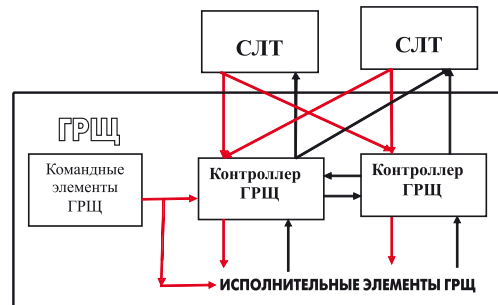 СЛТ
СЛТ
ГРЩ
Командные
элементы
ГРЩ
Контроллер
ГРЩ
Контроллер
ГРЩ
ИСПОЛНИТЕЛЬНЫЕ ЭЛЕМЕНТЫ ГРЩ